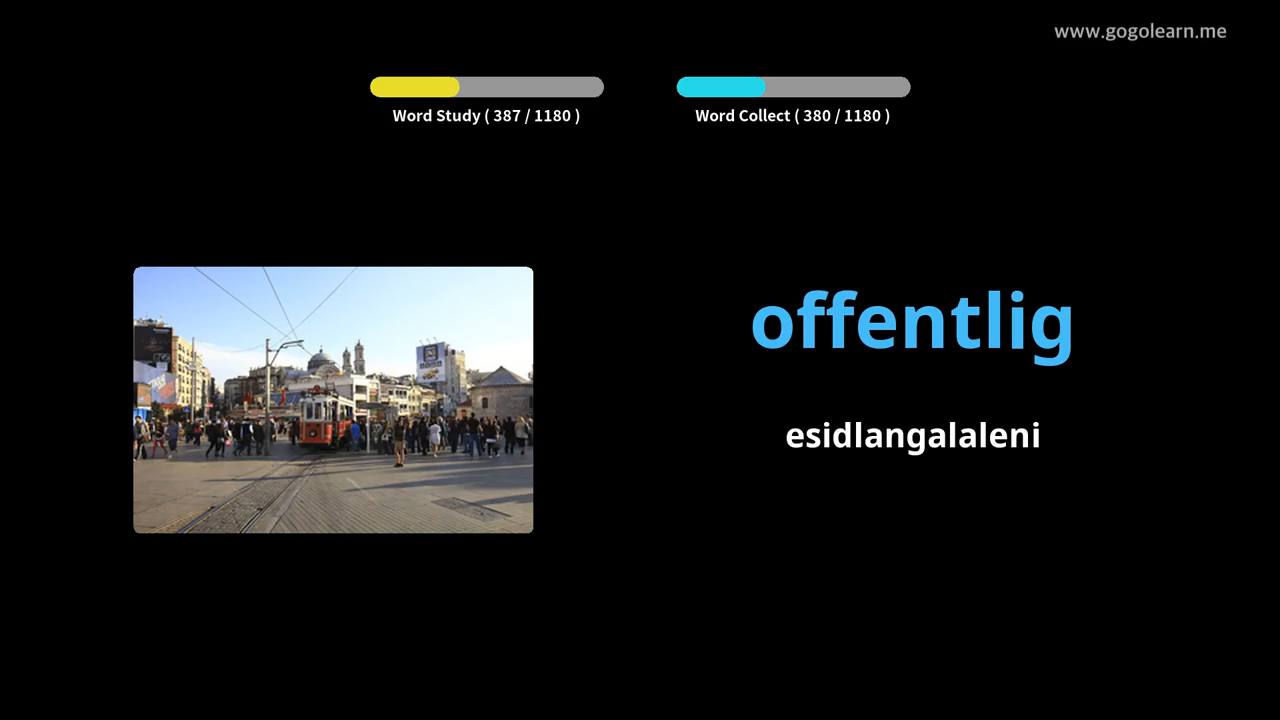 www.gogolearn.me
Word Study ( 387 / 1180 )
Word Collect ( 380 / 1180 )
offentlig
esidlangalaleni